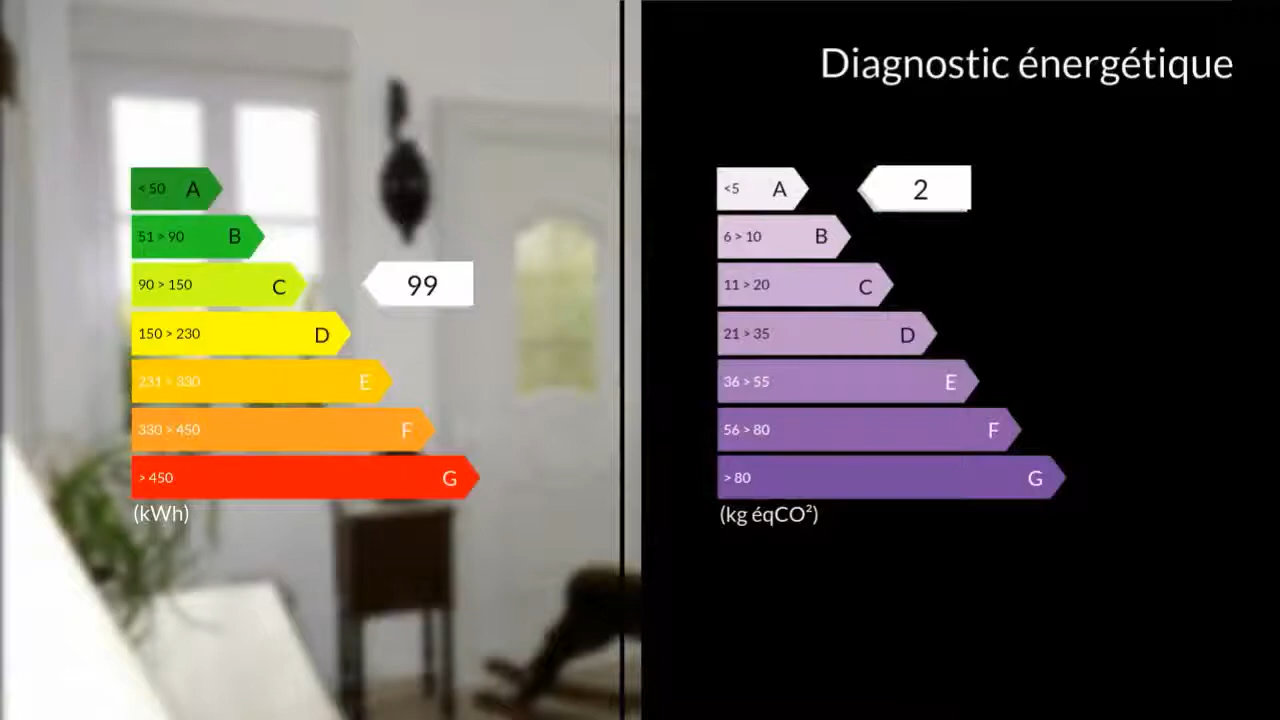 Diagnostic énergétique
< 50 A
51 > 90 B
90 > 150 C
99
150 > 230 D
231 > 330 E
330 > 450 F
> 450 G
(kWh)
<5 A
2
6 > 10 B
11 > 20 C
21 > 35 D
36 > 55 E
56 > 80 F
> 80 G
(kg éqCO²)